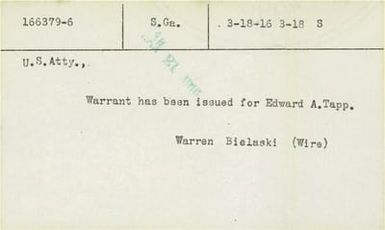 166379-6 S.Ga. 3-18-16 3-18 S
U.S.Atty.,
Warrant has been issued for Edward A.Tapp.
Warren Bielaski (Wire)